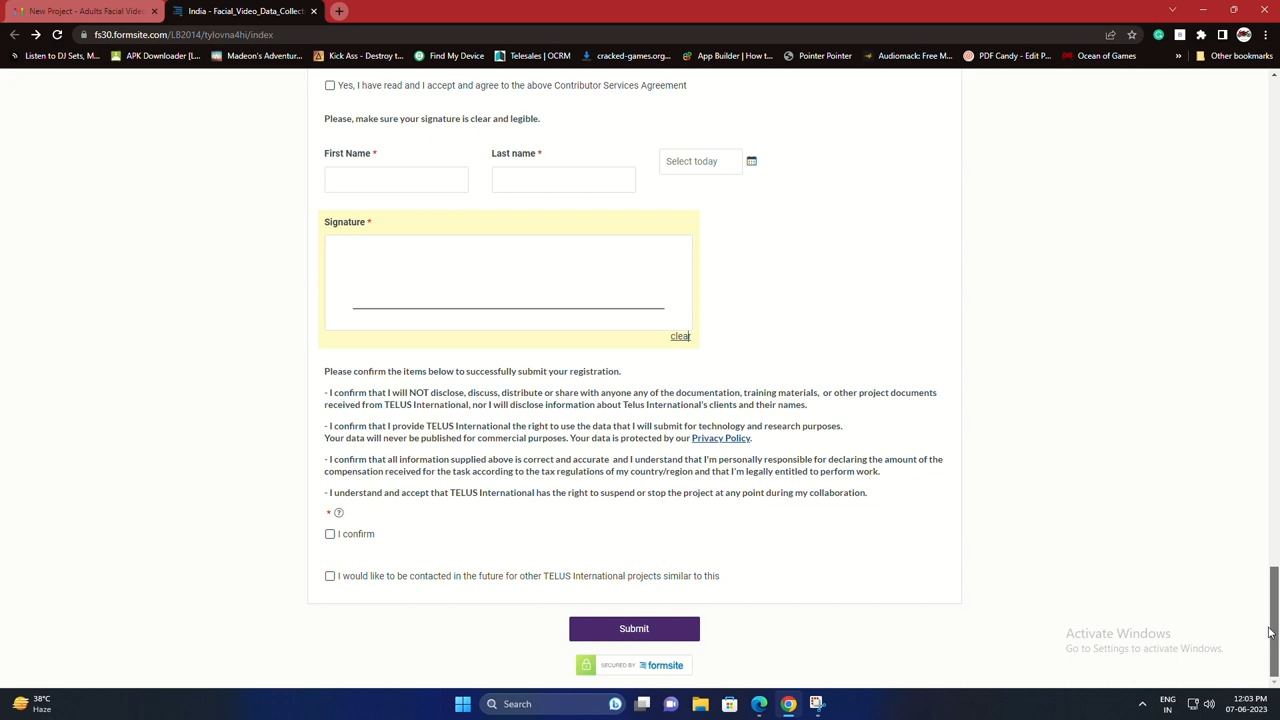 New Project - Adults Facial Video
India - Facial_Video_Data_Collect
fs30.formsite.com/LB2014/tylovna4hi/index
Listen to DJ Sets, M... APK Downloader [L... Madeon's Adventur... Kick Ass - Destroy t... Find My Device Telesales | OCRM cracked-games.org... App Builder | How t... Pointer Pointer Audiomack: Free M... PDF Candy - Edit P... Ocean of Games » Other bookmarks
Yes, I have read and I accept and agree to the above Contributor Services Agreement
Please, make sure your signature is clear and legible.
First Name * Last name *
Select today
Signature *
clear
Please confirm the items below to successfully submit your registration.
- I confirm that I will NOT disclose, discuss, distribute or share with anyone any of the documentation, training materials, or other project documents
received from TELUS International, nor I will disclose information about Telus International's clients and their names.
- I confirm that I provide TELUS International the right to use the data that I will submit for technology and research purposes.
Your data will never be published for commercial purposes. Your data is protected by our Privacy Policy.
- I confirm that all information supplied above is correct and accurate and I understand that I'm personally responsible for declaring the amount of the
compensation received for the task according to the tax regulations of my country/region and that I'm legally entitled to perform work.
- I understand and accept that TELUS International has the right to suspend or stop the project at any point during my collaboration.
* ?
I confirm
I would like to be contacted in the future for other TELUS International projects similar to this
Submit
SECURED BY formsite
Activate Windows
Go to Settings to activate Windows.
38°C
Haze
Search
ENG
IN
12:03 PM
07-06-2023